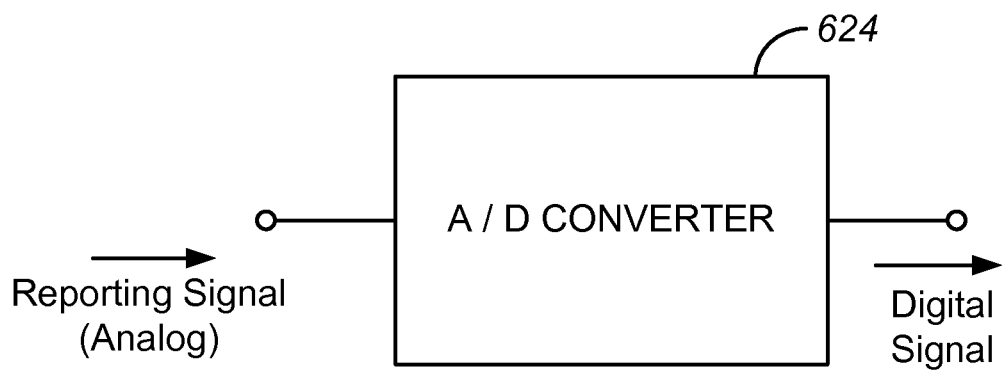 624
A / D CONVERTER
Reporting Signal
(Analog)
Digital
Signal